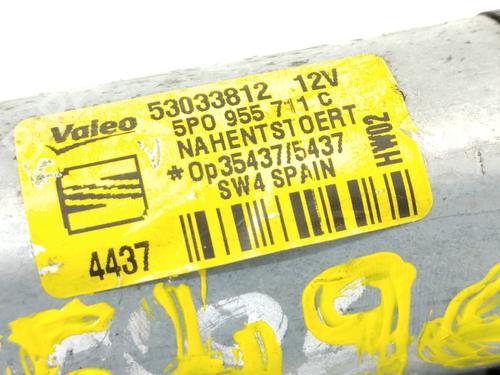 Valeo
53033812 12V
5P0 955 711 C
NAHENTSTOERT
*Op35437/5437
SW4 SPAIN
HW02
4437